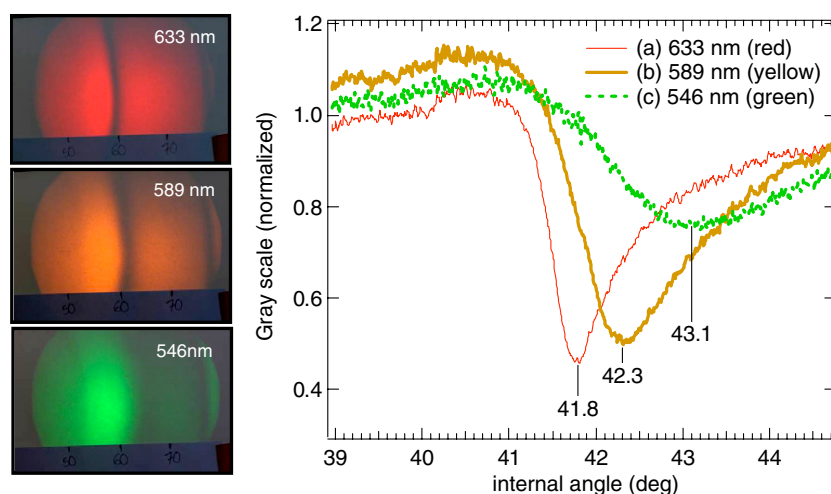 633 nm
50 60 70
589 nm
50 60 70
546nm
50 60 70
1.2
1.0
0.8
0.6
0.4
Gray scale (normalized)
(a) 633 nm (red)
(b) 589 nm (yellow)
(c) 546 nm (green)
43.1
42.3
41.8
39 40 41 42 43 44
internal angle (deg)